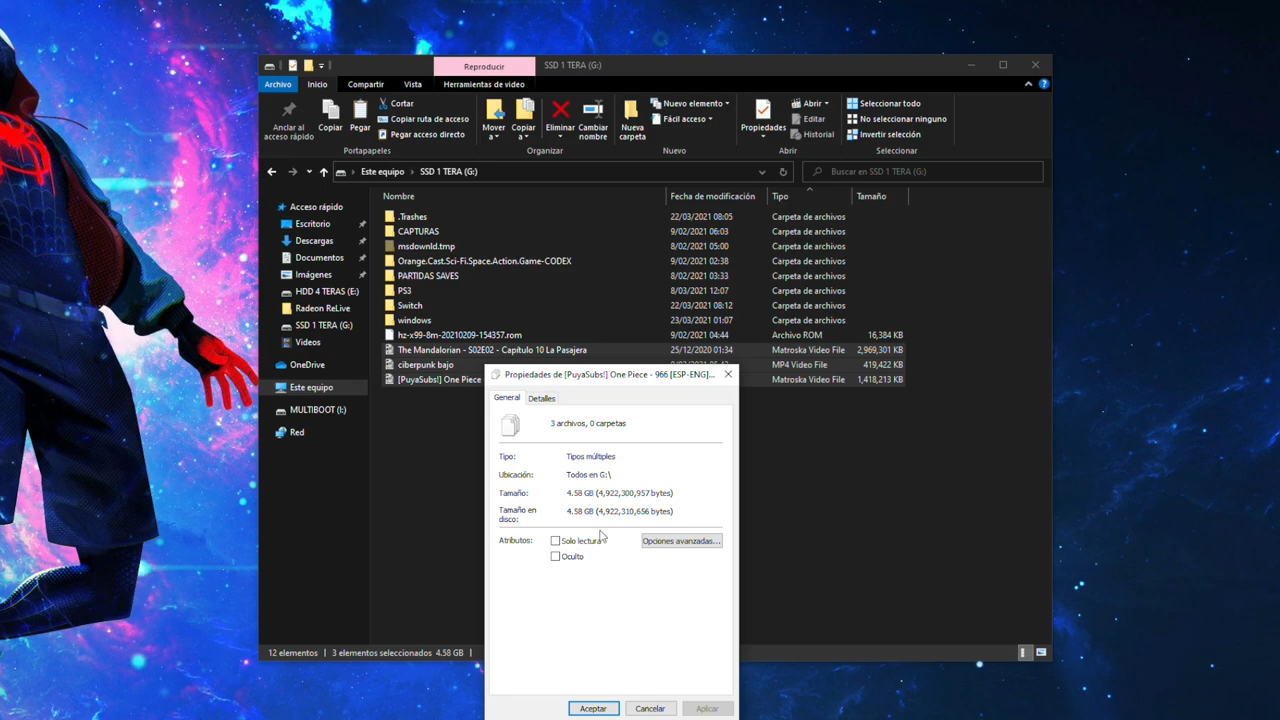 Reproducir
SSD 1 TERA (G:)
Archivo
Inicio
Compartir
Vista
Herramientas de video
Anclar al
acceso rápido
Copiar
Pegar
Cortar
Copiar ruta de acceso
Pegar acceso directo
Portapapeles
Mover
a
Copiar
a
Eliminar
Cambiar
nombre
Organizar
Nueva
carpeta
Nuevo elemento
Fácil acceso
Nuevo
Propiedades
Abrir
Editar
Historial
Abrir
Seleccionar todo
No seleccionar ninguno
Invertir selección
Seleccionar
Este equipo > SSD 1 TERA (G:)
Buscar en SSD 1 TERA (G:)
Acceso rápido
Escritorio
Descargas
Documentos
Imágenes
HDD 4 TERAS (E:)
Radeon ReLive
SSD 1 TERA (G:)
Videos
OneDrive
Este equipo
MULTIBOOT (I:)
Red
Nombre Fecha de modificación Tipo Tamaño
.Trashes 22/03/2021 08:05 Carpeta de archivos
CAPTURAS 9/02/2021 06:03 Carpeta de archivos
msdownld.tmp 8/02/2021 05:00 Carpeta de archivos
Orange.Cast.Sci-Fi.Space.Action.Game-CODEX 9/02/2021 02:38 Carpeta de archivos
PARTIDAS SAVES 8/02/2021 03:33 Carpeta de archivos
PS3 8/03/2021 12:07 Carpeta de archivos
Switch 22/03/2021 08:12 Carpeta de archivos
windows 23/03/2021 01:07 Carpeta de archivos
hz-x99-8m-20210209-154357.rom 9/02/2021 04:44 Archivo ROM 16,384 KB
The Mandalorian - S02E02 - Capítulo 10 La Pasajera 25/12/2020 01:34 Matroska Video File 2,969,301 KB
ciberpunk bajo MP4 Video File 419,422 KB
[PuyaSubs!] One Piece Matroska Video File 1,418,213 KB
Propiedades de [PuyaSubs!] One Piece - 966 [ESP-ENG]...
General
Detalles
3 archivos, 0 carpetas
Tipo: Tipos múltiples
Ubicación: Todos en G:\
Tamaño: 4.58 GB (4,922,300,957 bytes)
Tamaño en
disco:
4.58 GB (4,922,310,656 bytes)
Atributos:
Solo lectura
Opciones avanzadas...
Oculto
Aceptar
Cancelar
Aplicar
12 elementos
3 elementos seleccionados 4.58 GB